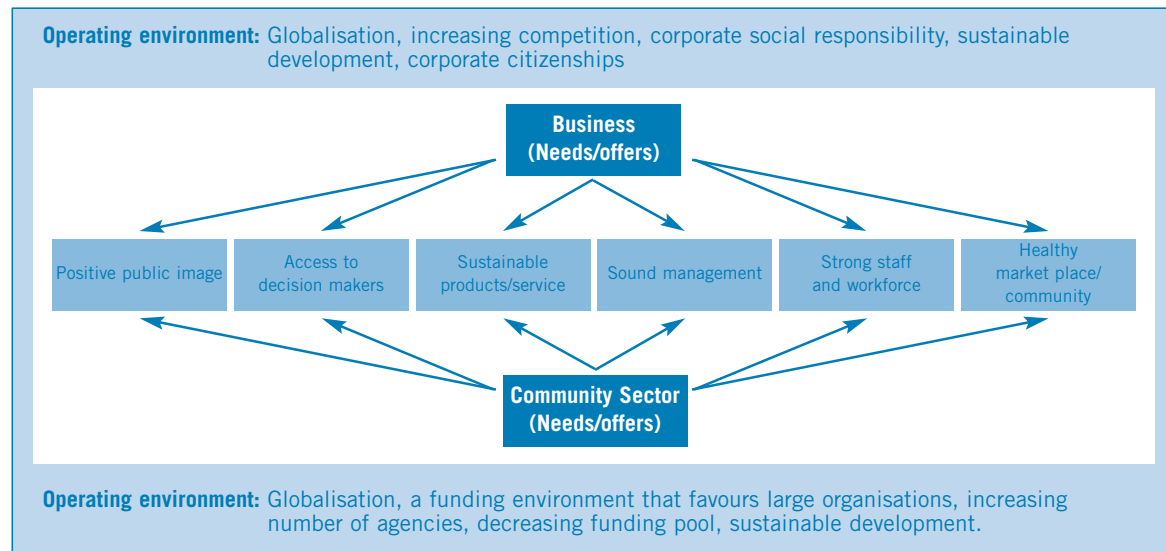 Operating environment: Globalisation, increasing competition, corporate social responsibility, sustainable
development, corporate citizenships
Business
(Needs/offers)
Positive public image
Access to
decision makers
Sustainable
products/service
Sound management
Strong staff
and workforce
Healthy
market place/
community
Community Sector
(Needs/offers)
Operating environment: Globalisation, a funding environment that favours large organisations, increasing
number of agencies, decreasing funding pool, sustainable development.